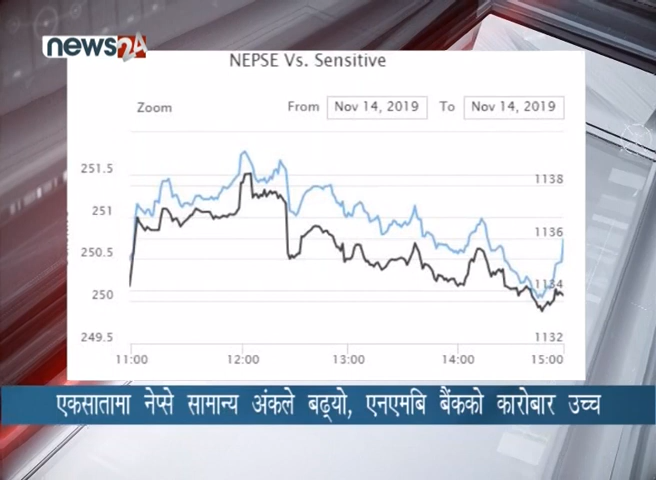 news24
NEPSE Vs. Sensitive
Zoom From Nov 14, 2019 To Nov 14, 2019
251.5
251
250.5
250
249.5
1138
1136
1134
1132
11:00 12:00 13:00 14:00 15:00
एकसातामा नेप्से सामान्य अंकले बढ्यो, एनएमबि बैंकको कारोबार उच्च